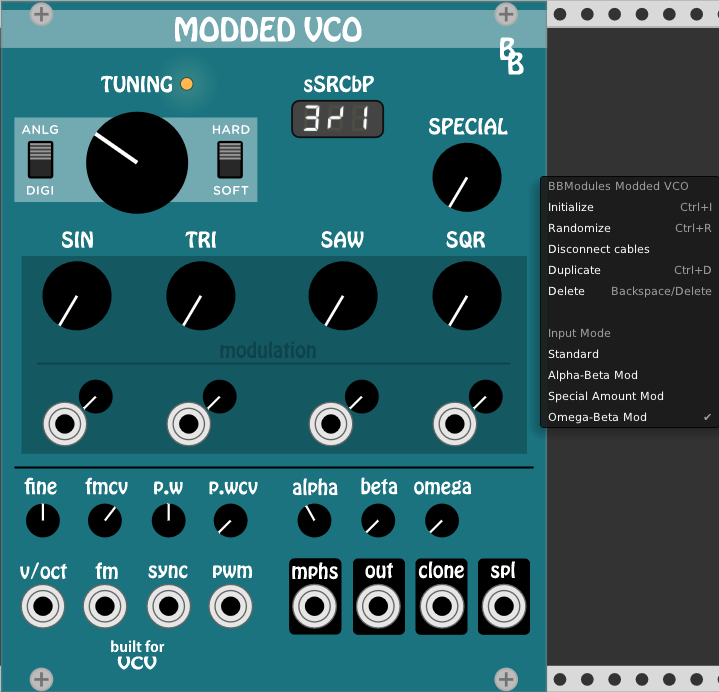 MODDED VCO
BB
TUNING
sSRCbP
3r1
SPECIAL
ANLG
HARD
DIGI
SOFT
SIN TRI SAW SQR
modulation
fine fmcv p.w p.wcv alpha beta omega
v/oct fm sync pwm mphs out clone spl
built for
VCV
BBModules Modded VCO
Initialize Ctrl+I
Randomize Ctrl+R
Disconnect cables
Duplicate Ctrl+D
Delete Backspace/Delete
Input Mode
Standard
Alpha-Beta Mod
Special Amount Mod
Omega-Beta Mod ✔